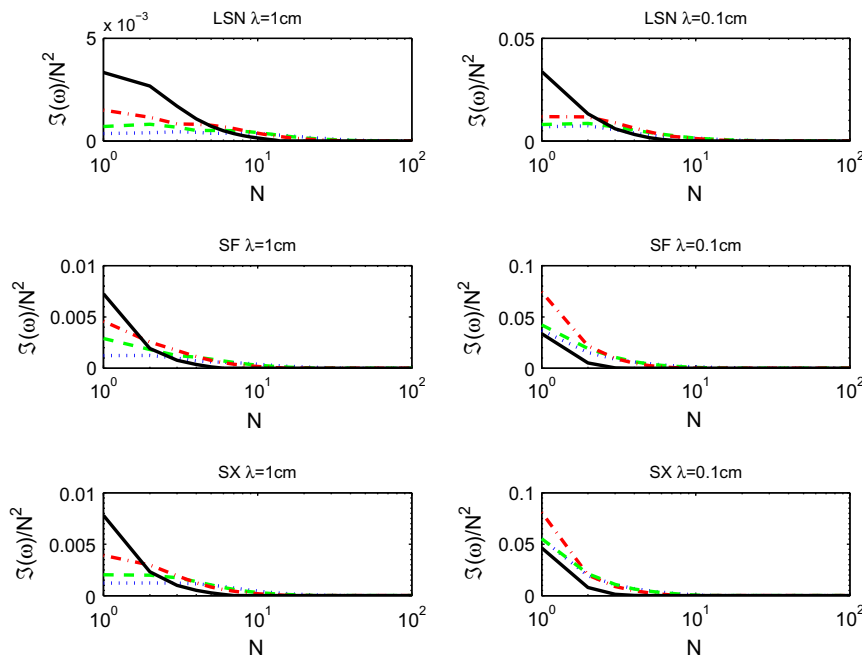 LSN λ=1cm
x 10⁻³
ℑ(ω)/N²
5
0
10⁰ 10¹ 10²
N
LSN λ=0.1cm
ℑ(ω)/N²
0.05
0
10⁰ 10¹ 10²
N
SF λ=1cm
ℑ(ω)/N²
0.01
0.005
0
10⁰ 10¹ 10²
N
SF λ=0.1cm
ℑ(ω)/N²
0.1
0.05
0
10⁰ 10¹ 10²
N
SX λ=1cm
ℑ(ω)/N²
0.01
0.005
0
10⁰ 10¹ 10²
N
SX λ=0.1cm
ℑ(ω)/N²
0.1
0.05
0
10⁰ 10¹ 10²
N